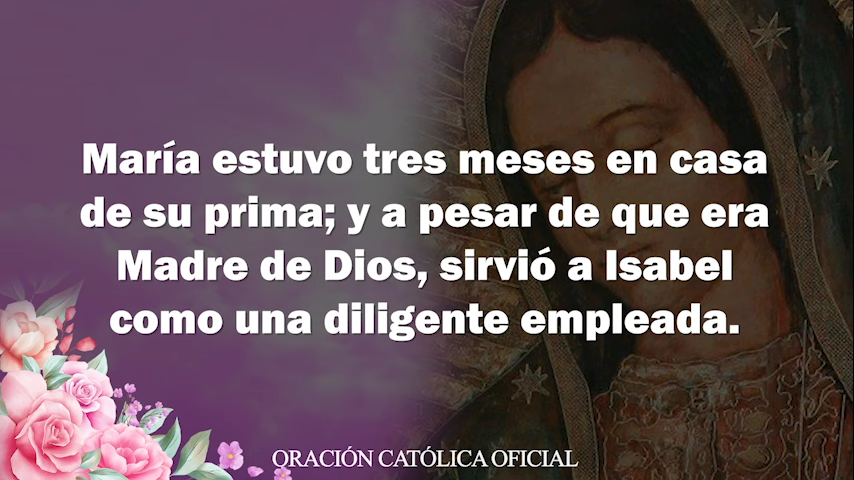 María estuvo tres meses en casa
de su prima; y a pesar de que era
Madre de Dios, sirvió a Isabel
como una diligente empleada.
ORACIÓN CATÓLICA OFICIAL